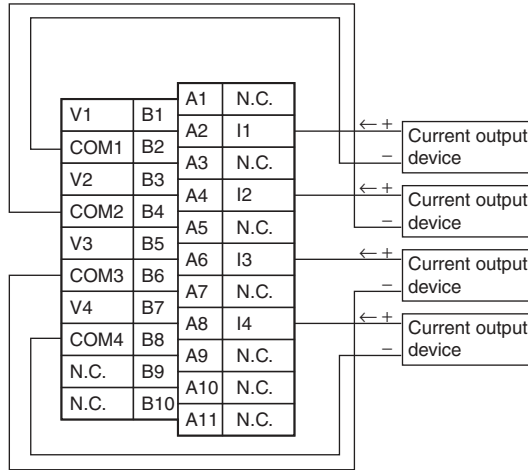 A1 N.C.
V1 B1
A2 I1
COM1 B2
A3 N.C.
V2 B3
A4 I2
COM2 B4
A5 N.C.
V3 B5
A6 I3
COM3 B6
A7 N.C.
V4 B7
A8 I4
COM4 B8
A9 N.C.
N.C. B9
A10 N.C.
N.C. B10
A11 N.C.
← +
−
Current output
device
← +
−
Current output
device
← +
−
Current output
device
← +
−
Current output
device